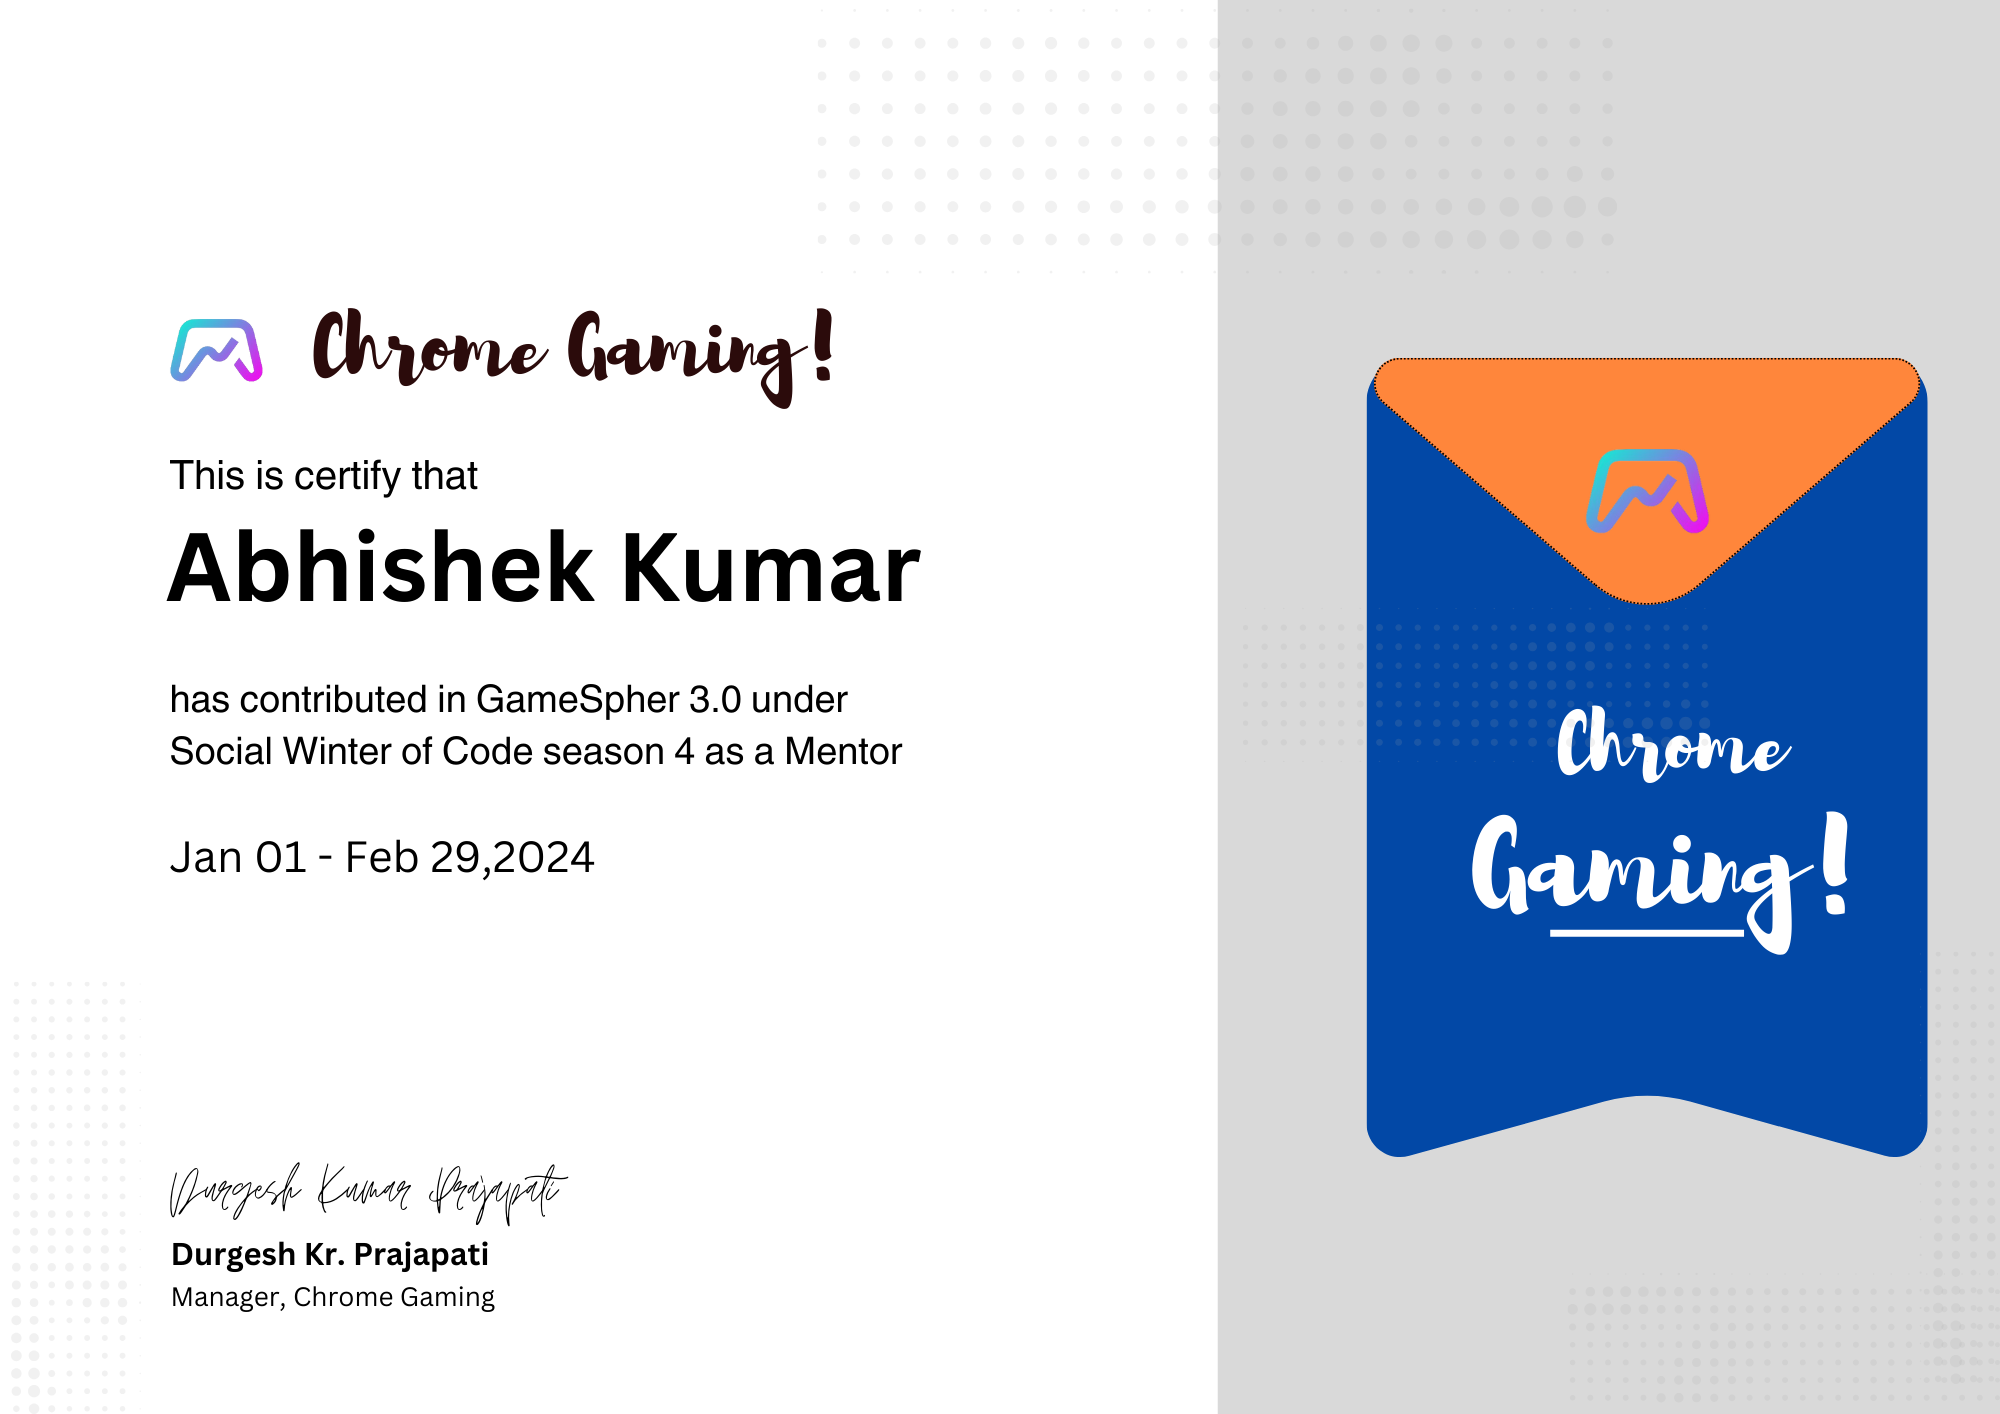 Chrome Gaming!
This is certify that
Abhishek Kumar
has contributed in GameSpher 3.0 under
Social Winter of Code season 4 as a Mentor
Jan 01 - Feb 29,2024
Durgesh Kumar Prajapati
Durgesh Kr. Prajapati
Manager, Chrome Gaming
Chrome
Gaming!